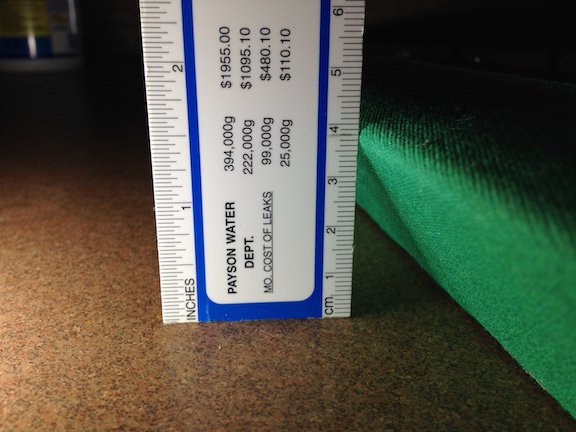 PAYSON WATER
DEPT.
MO. COST OF LEAKS
394,000g $1955.00
222,000g $1095.10
99,000g $480.10
25,000g $110.10
INCHES
1
2
cm
1
2
3
4
5
6